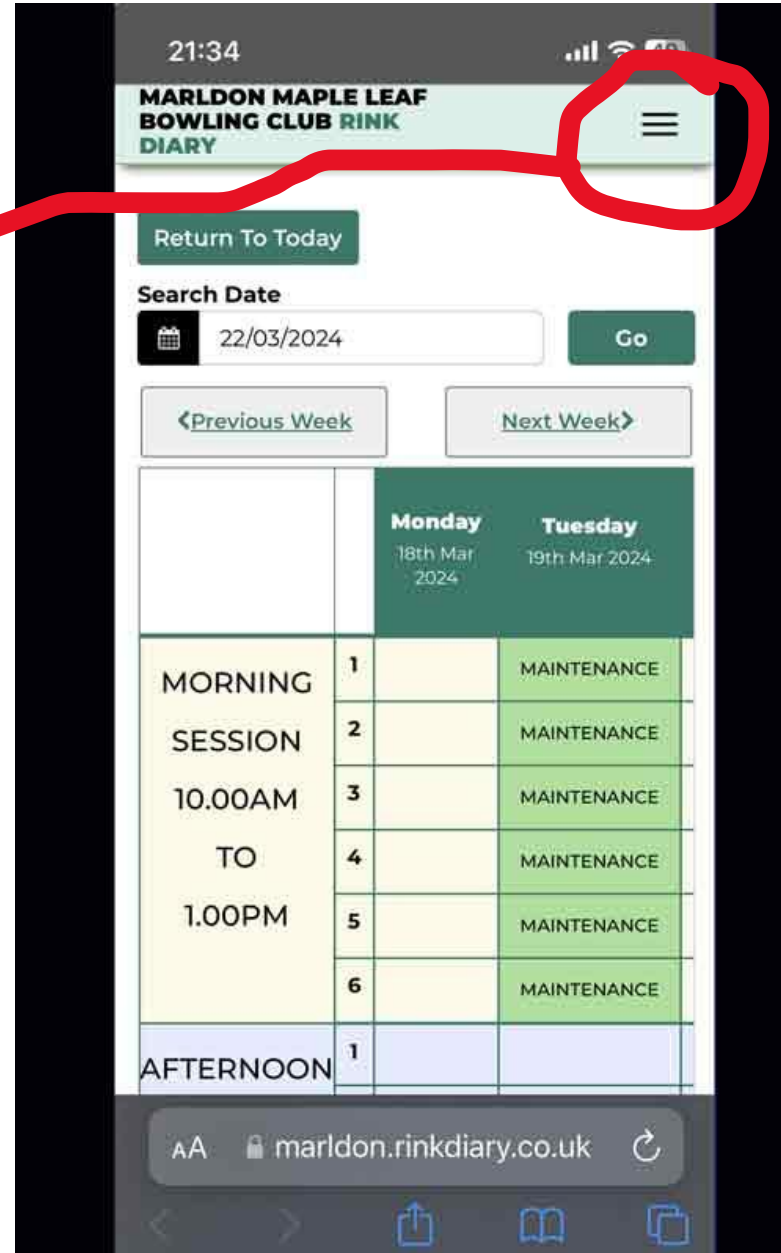 21:34
MARLDON MAPLE LEAF
BOWLING CLUB RINK
DIARY
Return To Today
Search Date
22/03/2024
Go
Previous Week
Next Week
Monday
18th Mar
2024
Tuesday
19th Mar 2024
MORNING
SESSION
10.00AM
TO
1.00PM
1
MAINTENANCE
2
MAINTENANCE
3
MAINTENANCE
4
MAINTENANCE
5
MAINTENANCE
6
MAINTENANCE
AFTERNOON
1
AA
marldon.rinkdiary.co.uk